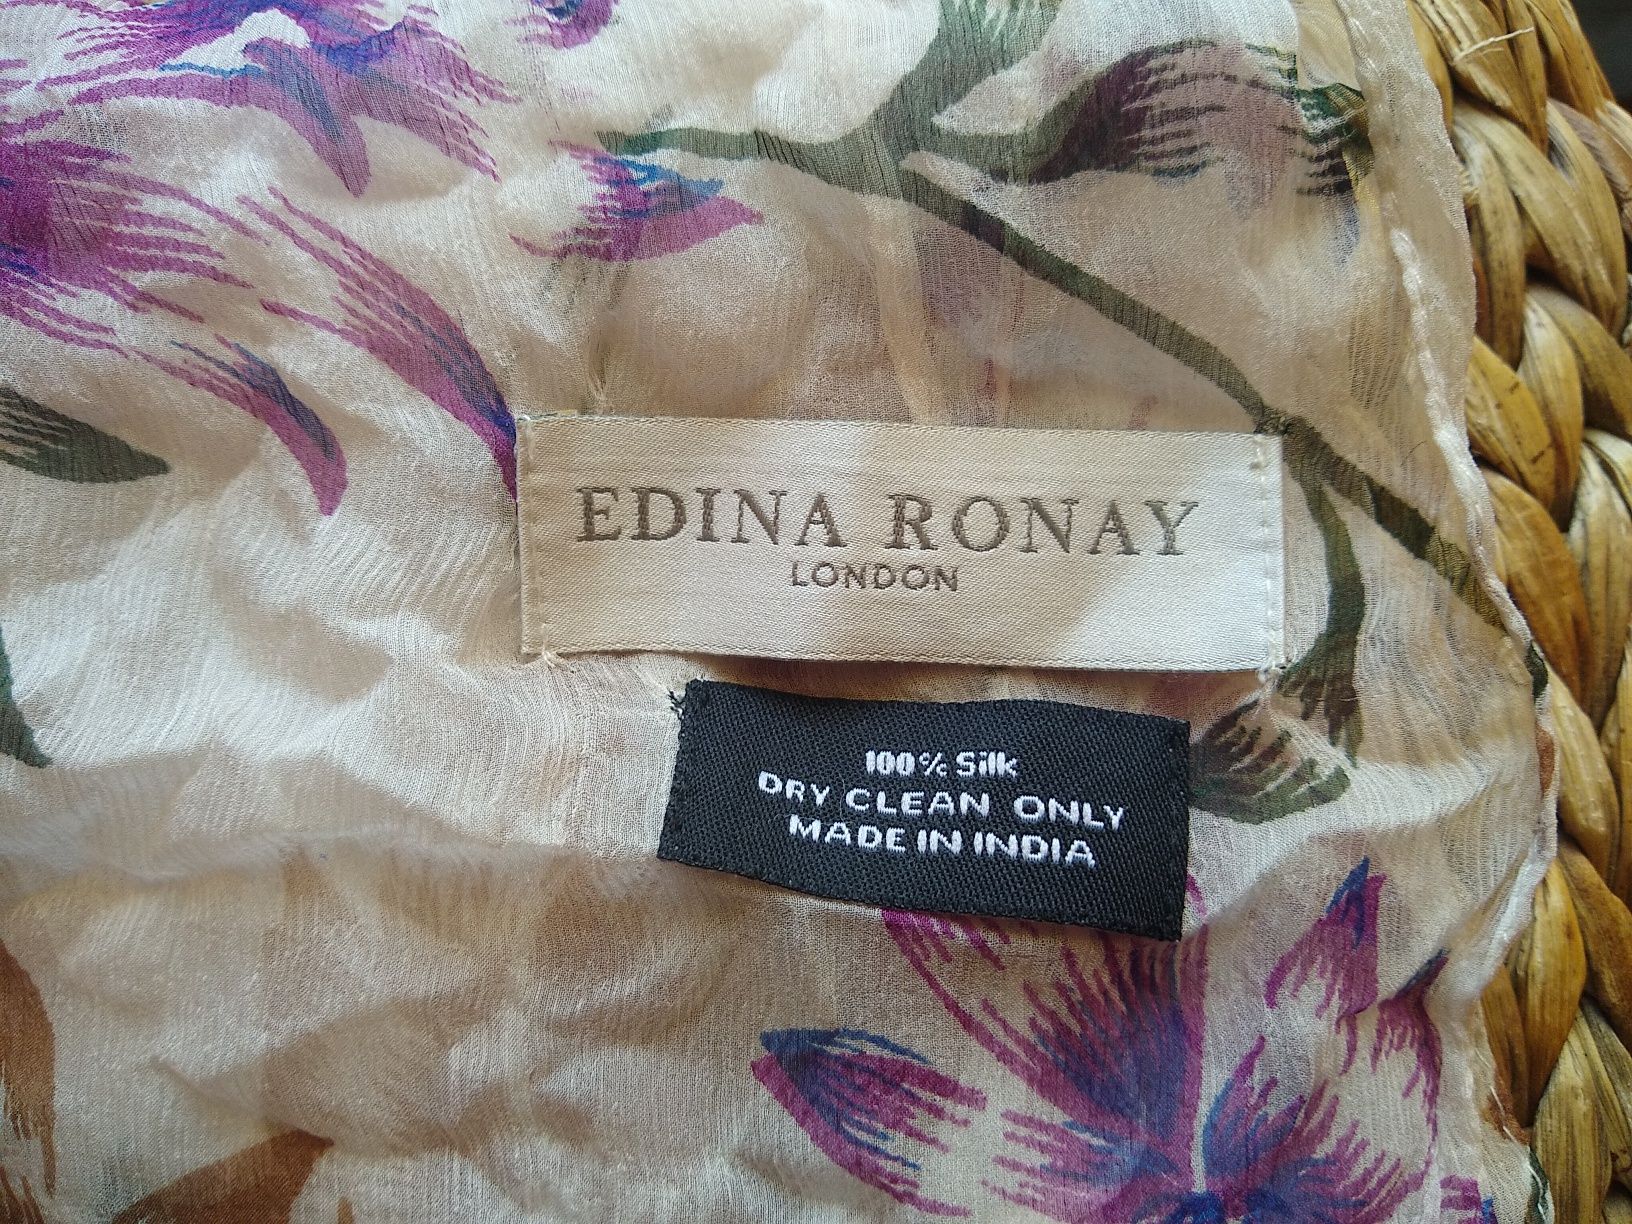 EDINA RONAY
LONDON
100% Silk
DRY CLEAN ONLY
MADE IN INDIA